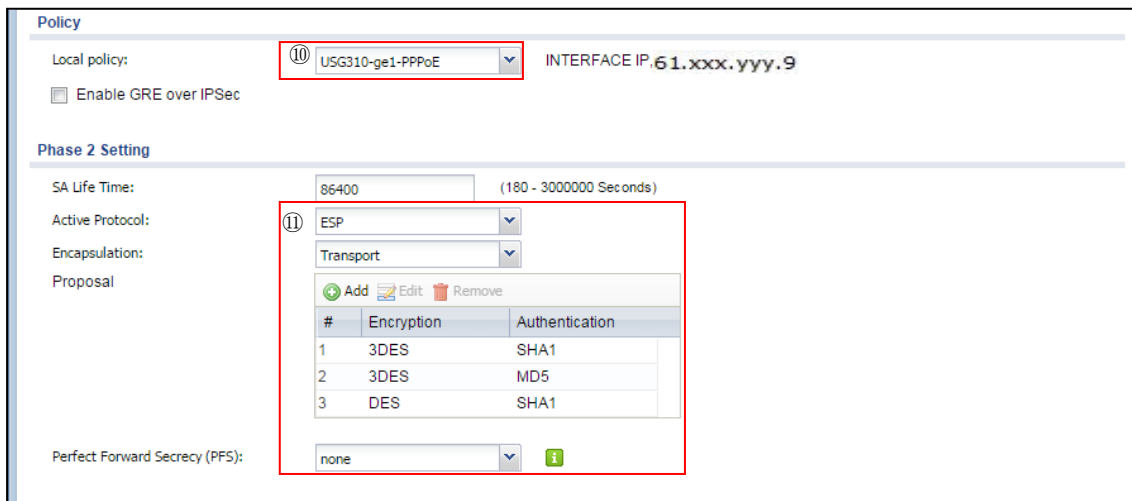 Policy
Local policy: ⑩ USG310-ge1-PPPoE INTERFACE IP,61.xxx.yyy.9
Enable GRE over IPSec
Phase 2 Setting
SA Life Time: 86400 (180 - 3000000 Seconds)
Active Protocol: ⑪ ESP
Encapsulation: Transport
Proposal
Add Edit Remove
# Encryption Authentication
1 3DES SHA1
2 3DES MD5
3 DES SHA1
Perfect Forward Secrecy (PFS): none